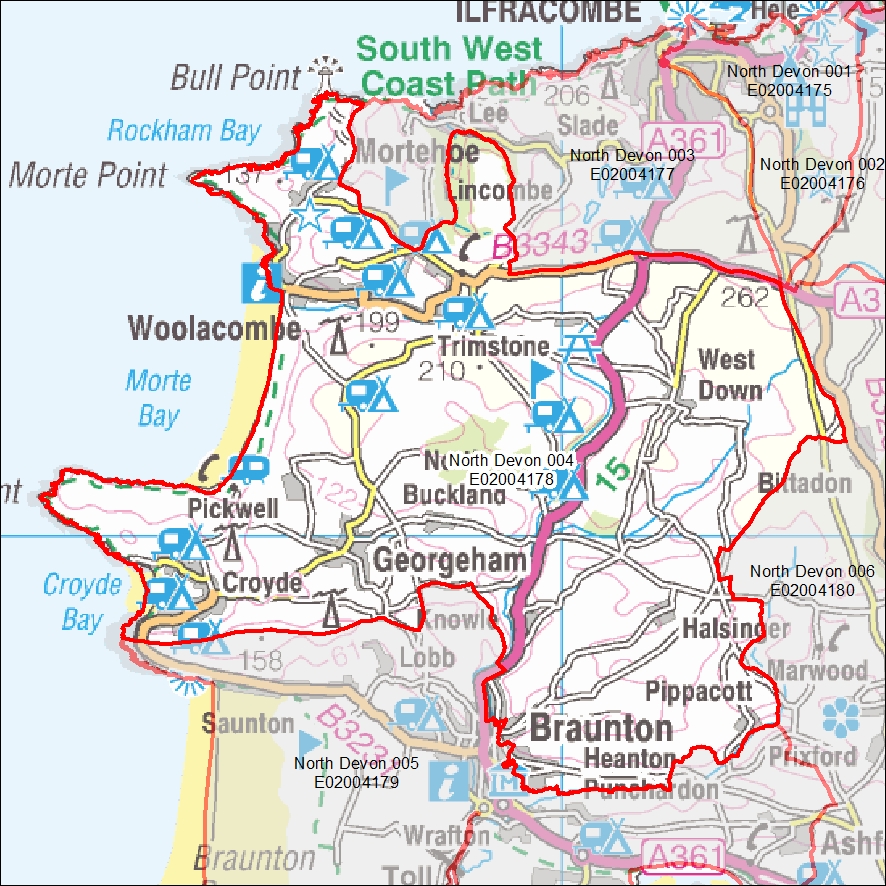 ILFRACOMBE
Hele
South West
Coast Path
Bull Point
North Devon 001
E02004175
206
Lee
Slade
Rockham Bay
A361
Mortehoe
North Devon 003
E02004177
North Devon 002
E02004176
Morte Point
137
Lincombe
B3343
262
A3
199
Woolacombe
Trimstone
210
West
Down
Morte
Bay
North Devon 004
E02004178
Buckland
15
122
Bittadon
nt
Pickwell
Georgeham
Croyde
Croyde
Bay
North Devon 006
E02004180
Knowle
Halsinger
158
61
Lobb
Marwood
Pippacott
Saunton
B3231
Braunton
Heanton
Punchardon
Prixford
North Devon 005
E02004179
i
M
Wrafton
Braunton
A361
Ashf
Toll